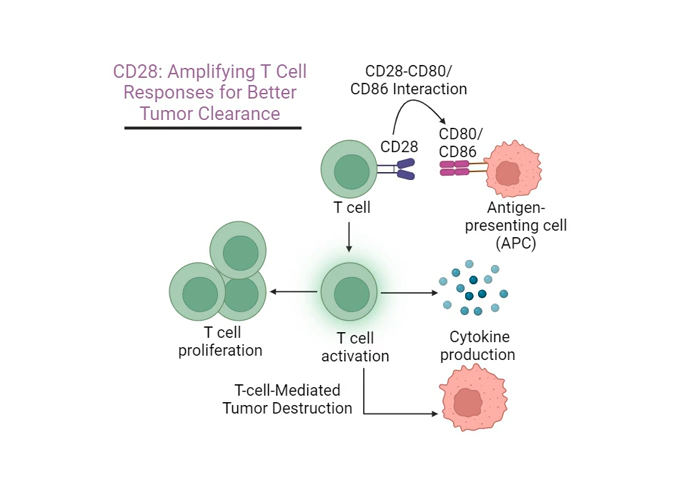 CD28: Amplifying T Cell
Responses for Better
Tumor Clearance
CD28-CD80/
CD86 Interaction
CD28
CD80/
CD86
T cell
Antigen-
presenting cell
(APC)
T cell
proliferation
T cell
activation
Cytokine
production
T-cell-Mediated
Tumor Destruction